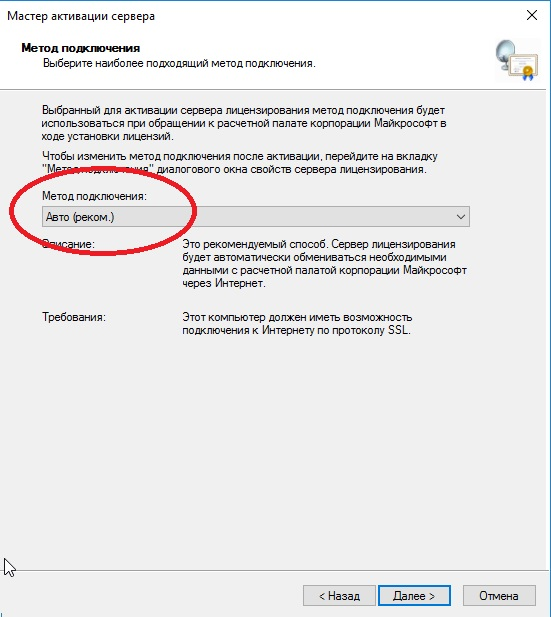 Мастер активации сервера
Метод подключения
Выберите наиболее подходящий метод подключения.
Выбранный для активации сервера лицензирования метод подключения будет
использоваться при обращении к расчетной палате корпорации Майкрософт в
ходе установки лицензий.
Чтобы изменить метод подключения после активации, перейдите на вкладку
"Метод подключения" диалогового окна свойств сервера лицензирования.
Метод подключения:
Авто (реком.)
Описание:
Это рекомендуемый способ. Сервер лицензирования
будет автоматически обмениваться необходимыми
данными с расчетной палатой корпорации Майкрософт
через Интернет.
Требования:
Этот компьютер должен иметь возможность
подключения к Интернету по протоколу SSL.
< Назад
Далее >
Отмена